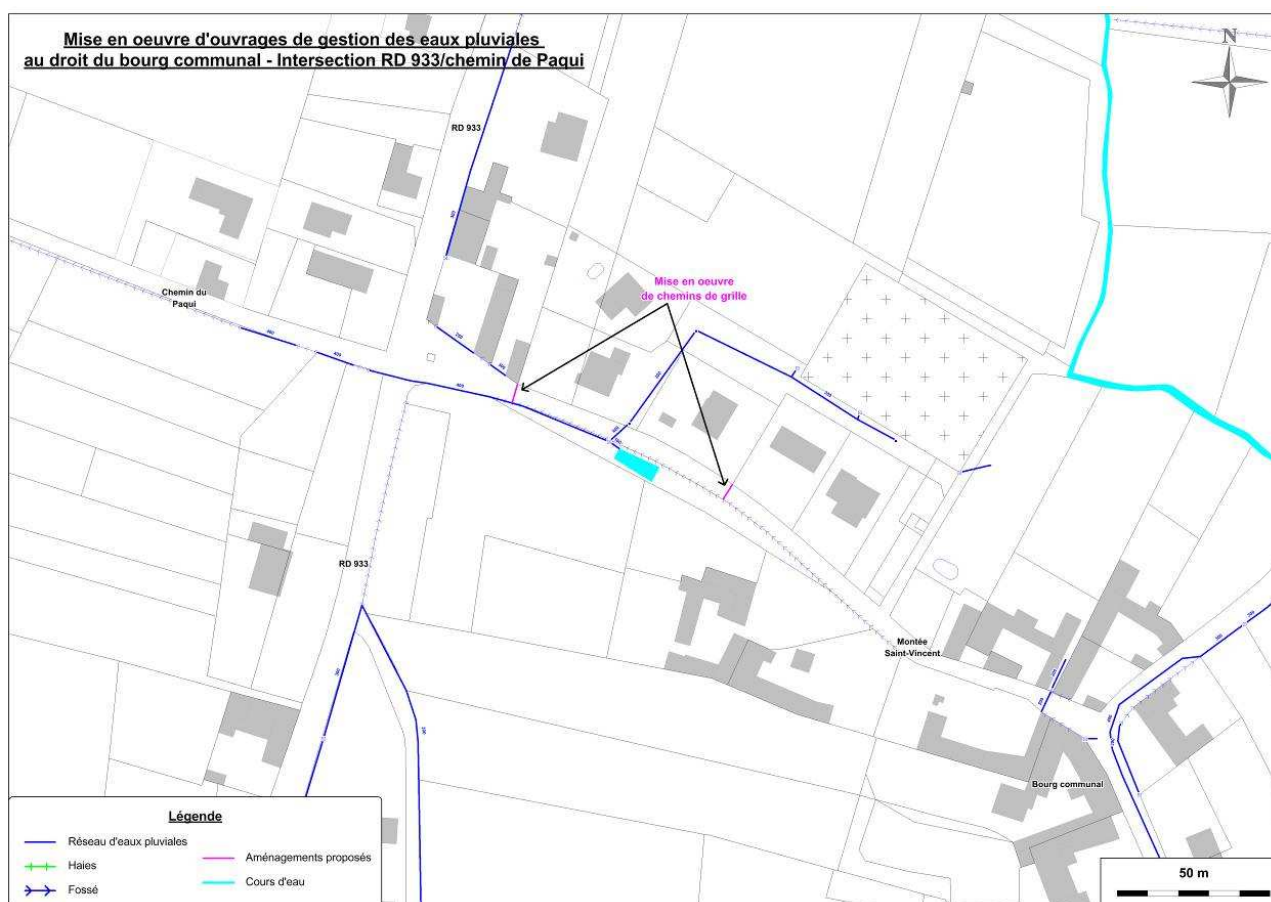 Mise en oeuvre d'ouvrages de gestion des eaux pluviales
au droit du bourg communal - Intersection RD 933/chemin de Paqui
N
RD 933
Mise en oeuvre
de chemins de grille
Chemin du
Paqui
RD 933
Montée
Saint-Vincent
Bourg communal
Légende
Réseau d'eaux pluviales
Haies
Fossé
Aménagements proposés
Cours d'eau
50 m